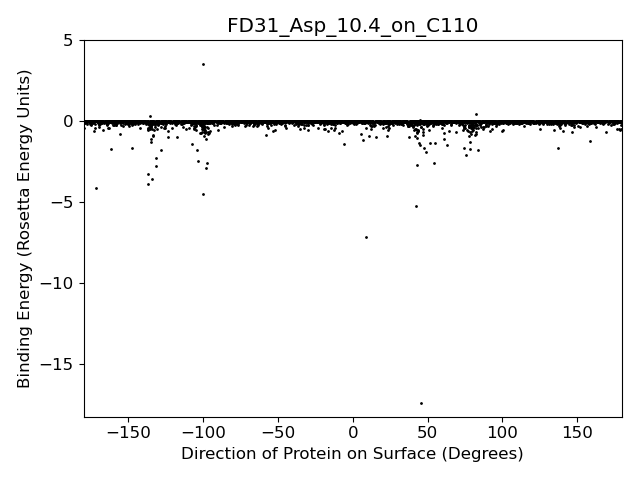 FD31_Asp_10.4_on_C110
Binding Energy (Rosetta Energy Units)
5
0
−5
−10
−15
−150 −100 −50 0 50 100 150
Direction of Protein on Surface (Degrees)